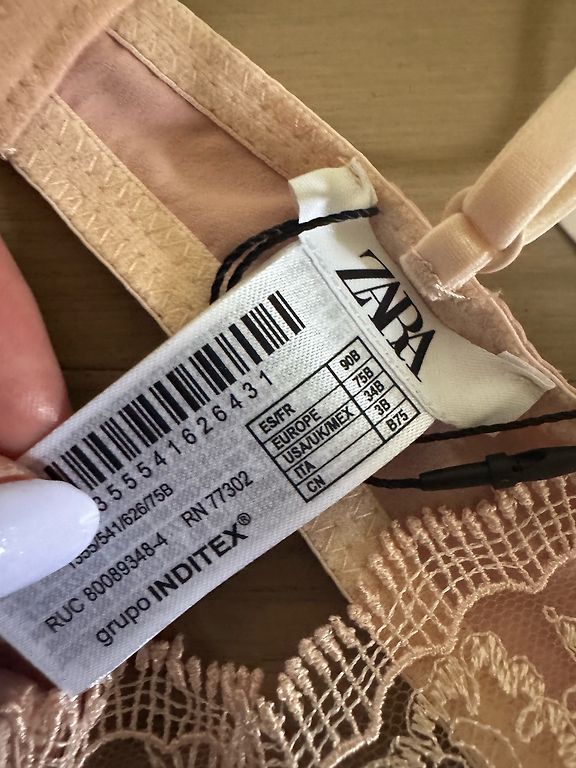 ZARA
3555541626431
ES/FR 90B
EUROPE 75B
USA/UK/MEX 34B
ITA 3B
CN B75
/541/626/75B
RUC 80089348-4 RN 77302
grupo INDITEX®